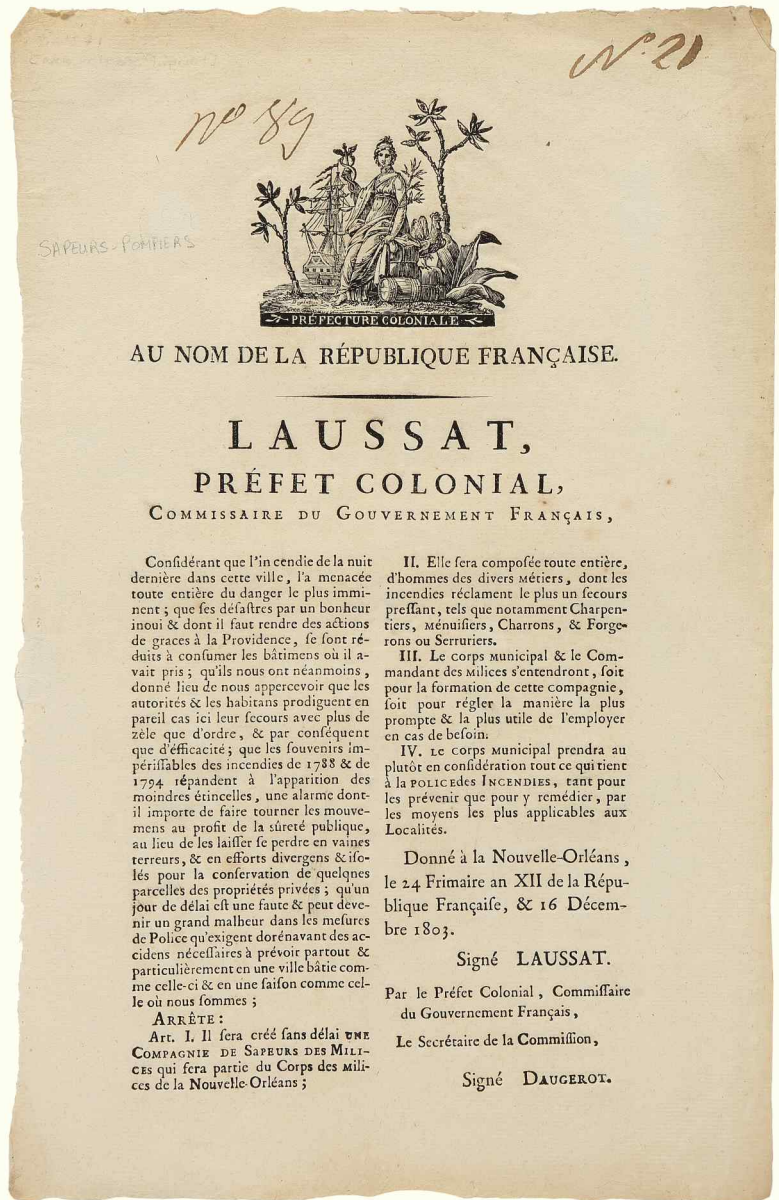 Nº 21
Nº 89
SAPEURS-POMPIERS
PRÉFECTURE COLONIALE
AU NOM DE LA RÉPUBLIQUE FRANÇAISE.
LAUSSAT,
PRÉFET COLONIAL,
COMMISSAIRE DU GOUVERNEMENT FRANÇAIS,
Conſidérant que l'in cendie de la nuit
dernière dans cette ville, l'a menacée
toute entière du danger le plus immi-
nent ; que ſes déſaſtres par un bonheur
inoui & dont il faut rendre des actions
de graces à la Providence, ſe ſont ré-
duits à conſumer les bâtimens où il a-
vait pris ; qu'ils nous ont néanmoins,
donné lieu de nous appercevoir que les
autorités & les habitans prodiguent en
pareil cas ici leur ſecours avec plus de
zèle que d'ordre, & par conſéquent
que d'éfficacité ; que les ſouvenirs im-
périſſables des incendies de 1788 & de
1794 répandent à l'apparition des
moindres étincelles, une alarme dont-
il importe de faire tourner les mouve-
mens au profit de la sûreté publique,
au lieu de les laiſſer ſe perdre en vaines
terreurs, & en efforts divergens & iſo-
lés pour la conſervation de quelqnes
parcelles des propriétés privées ; qu'un
jour de délai eſt une faute & peut deve-
nir un grand malheur dans les meſures
de Police qu'exigent dorénavant des ac-
cidens néceſſaires à prévoir partout &
particulièrement en une ville bâtie com-
me celle-ci & en une ſaiſon comme cel-
le où nous ſommes ;
ARRÊTE :
Art. I. Il ſera créé ſans délai UNE
COMPAGNIE DE SAPEURS DES MILI-
CES qui ſera partie du Corps des Mili-
ces de la Nouvelle-Orléans ;
II. Elle ſera compoſée toute entière,
d'hommes des divers Métiers, dont les
incendies réclament le plus un ſecours
preſſant, tels que notamment Charpen-
tiers, Ménuiſiers, Charrons, & Forge-
rons ou Serruriers.
III. Le corps Municipal & le Com-
mandant des Milices s'entendront, ſoit
pour la formation de cette compagnie,
ſoit pour régler la manière la plus
prompte & la plus utile de l'employer
en cas de beſoin.
IV. LE corps Municipal prendra au
plutôt en conſidération tout ce qui tient
à la POLICE des INCENDIES, tant pour
les prévenir que pour y remédier, par
les moyens les plus applicables aux
Localités.
Donné à la Nouvelle-Orléans,
le 24 Frimaire an XII de la Répu-
blique Françaiſe, & 16 Décem-
bre 1803.
Signé LAUSSAT.
Par le Préfet Colonial, Commiſſaire
du Gouvernement Français,
Le Secrétaire de la Commiſſion,
Signé DAUGEROT.